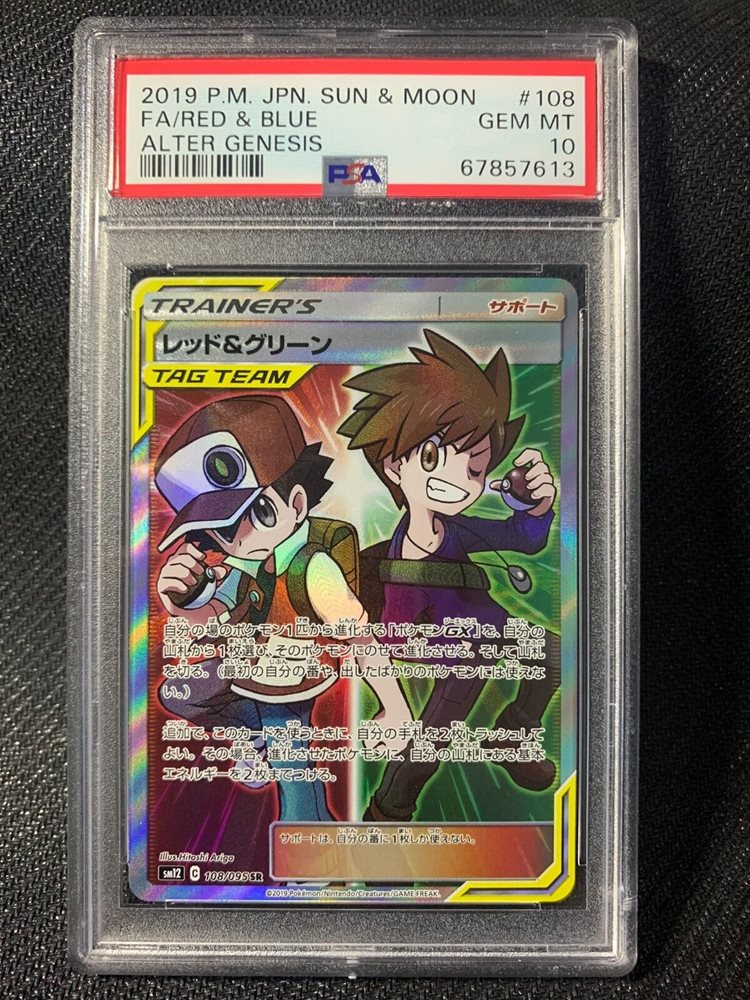 2019 P.M. JPN. SUN & MOON #108
FA/RED & BLUE GEM MT
ALTER GENESIS 10
PSA 67857613
TRAINER'S サポート
レッド&グリーン
TAG TEAM
自分の場のポケモン1匹から進化する「ポケモンGX」を、自分の
山札から1枚選び、そのポケモンにのせて進化させる。そして山札
を切る。(最初の自分の番や、出したばかりのポケモンには使えな
い。)
追加で、このカードを使うときに、自分の手札を2枚トラッシュして
よい。その場合、進化させたポケモンに、自分の山札にある基本
エネルギーを2枚までつける。
サポートは、自分の番に1枚しか使えない。
Illus. Hitoshi Ariga
sm12 C 108/095 SR
©2019 Pokémon/Nintendo/Creatures/GAME FREAK.